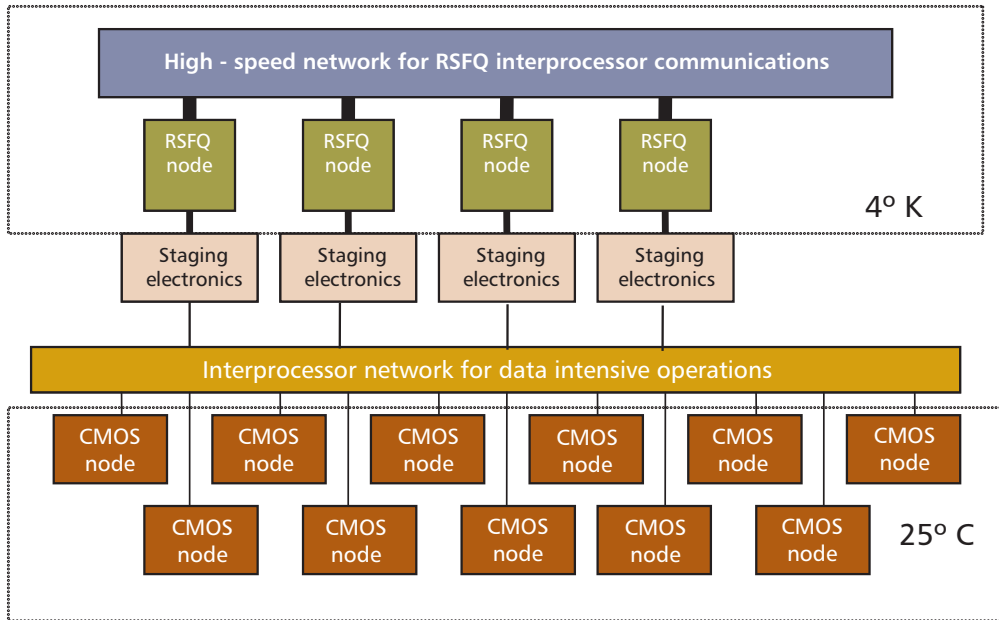 High - speed network for RSFQ interprocessor communications
RSFQ
node
RSFQ
node
RSFQ
node
RSFQ
node
4º K
Staging
electronics
Staging
electronics
Staging
electronics
Staging
electronics
Interprocessor network for data intensive operations
CMOS
node
CMOS
node
CMOS
node
CMOS
node
CMOS
node
CMOS
node
CMOS
node
CMOS
node
CMOS
node
CMOS
node
CMOS
node
25º C